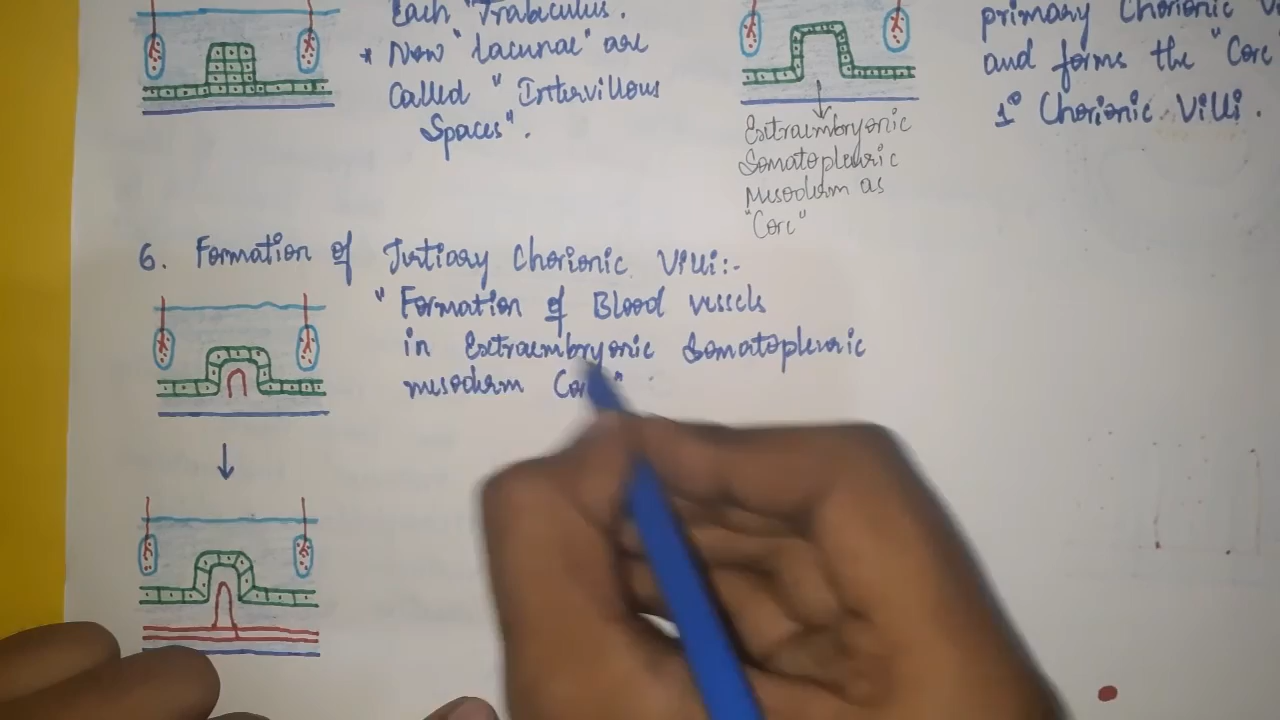 Each "Trabeculus.
* Now "lacunae" are
Called "Intervillous
Spaces".
Extraembryonic
Somatopleuric
mesoderm as
"Core"
primary Chorionic
and forms the "Core"
1° Chorionic Villi.
6. Formation of Tertiary Chorionic Villi:-
" Formation of Blood vessels
in Extraembryonic Somatopleuric
mesoderm Cor"